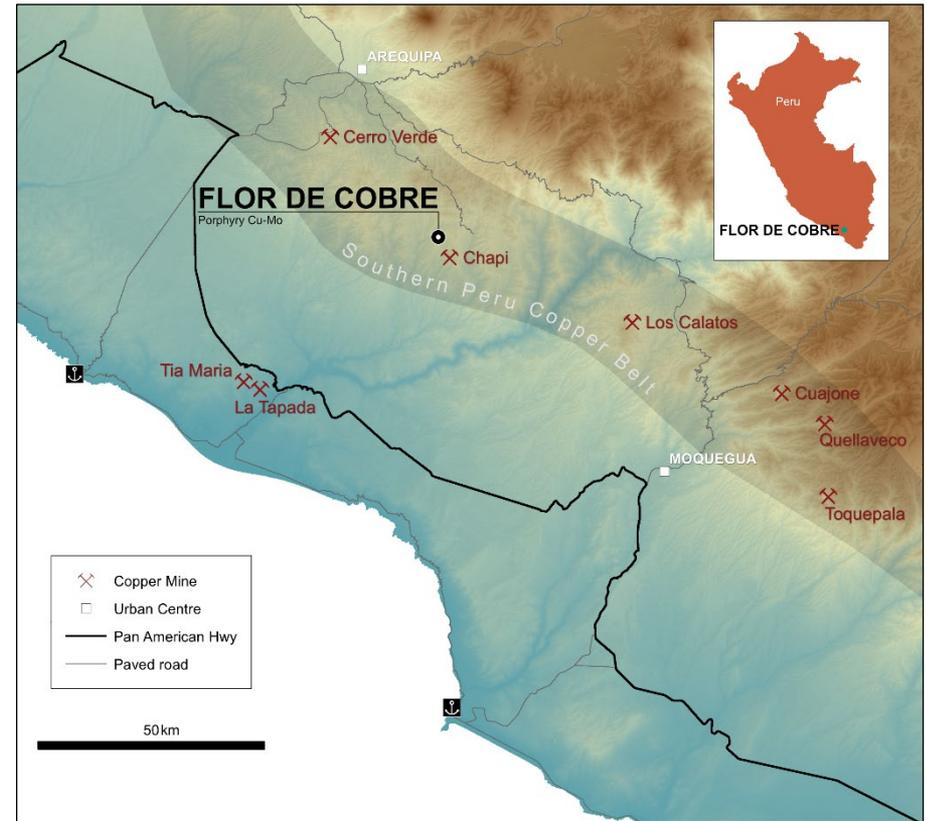 AREQUIPA
Peru
Cerro Verde
FLOR DE COBRE
Porphyry Cu-Mo
FLOR DE COBRE
Chapi
Southern Peru Copper Belt
Los Calatos
Tia Maria
La Tapada
Cuajone
Quellaveco
MOQUEGUA
Toquepala
Copper Mine
Urban Centre
Pan American Hwy
Paved road
50km